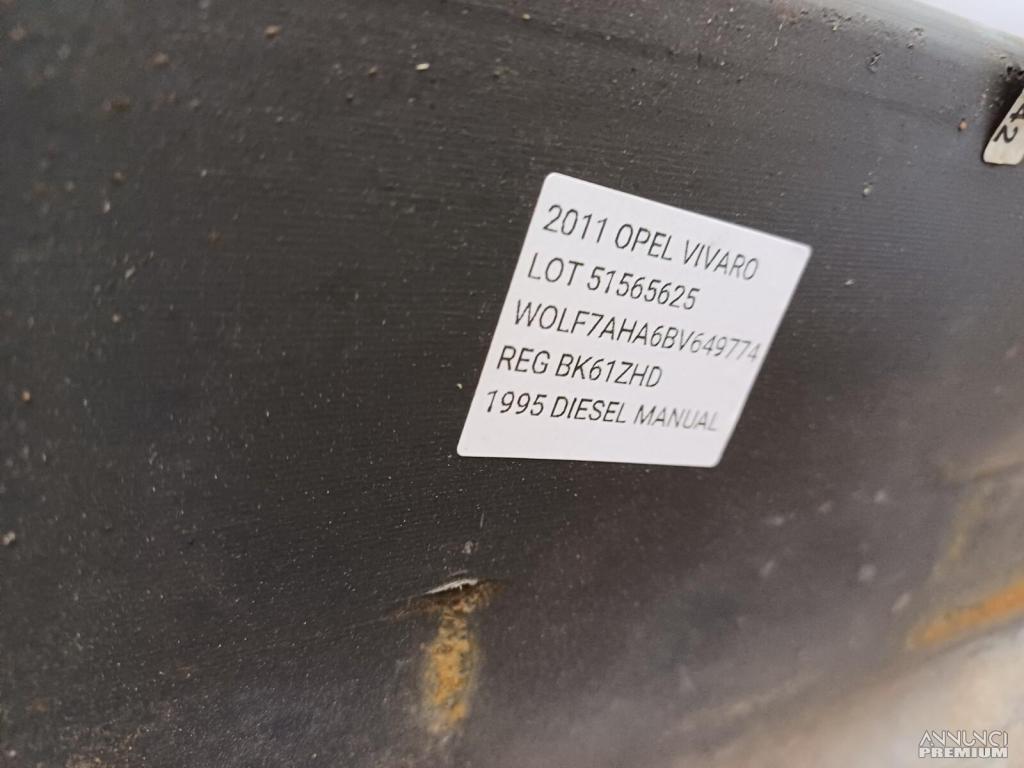 2011 OPEL VIVARO
LOT 51565625
WOLF7AHA6BV649774
REG BK61ZHD
1995 DIESEL MANUAL
ANNUNCI
PREMIUM